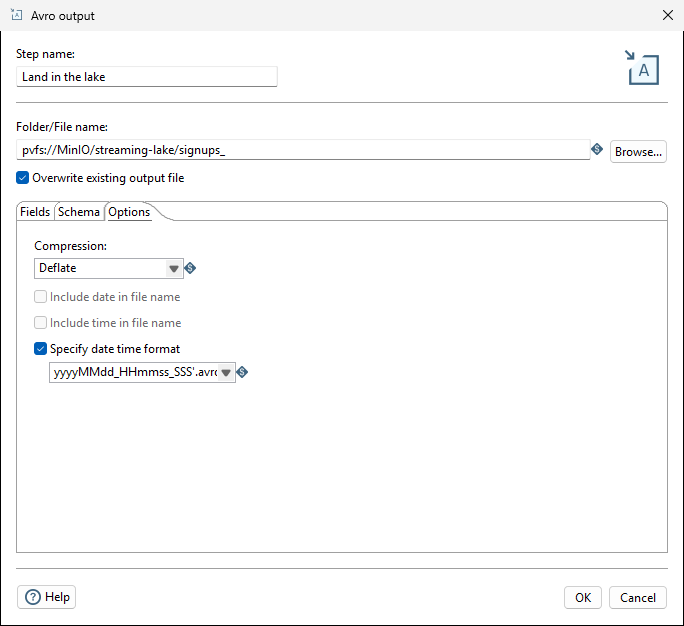 Avro output
Step name:
Land in the lake
A
Folder/File name:
pvfs://MinIO/streaming-lake/signups_
Browse...
Overwrite existing output file
Fields Schema Options
Compression:
Deflate
Include date in file name
Include time in file name
Specify date time format
yyyyMMdd_HHmmss_SSS'.avro
Help
OK
Cancel